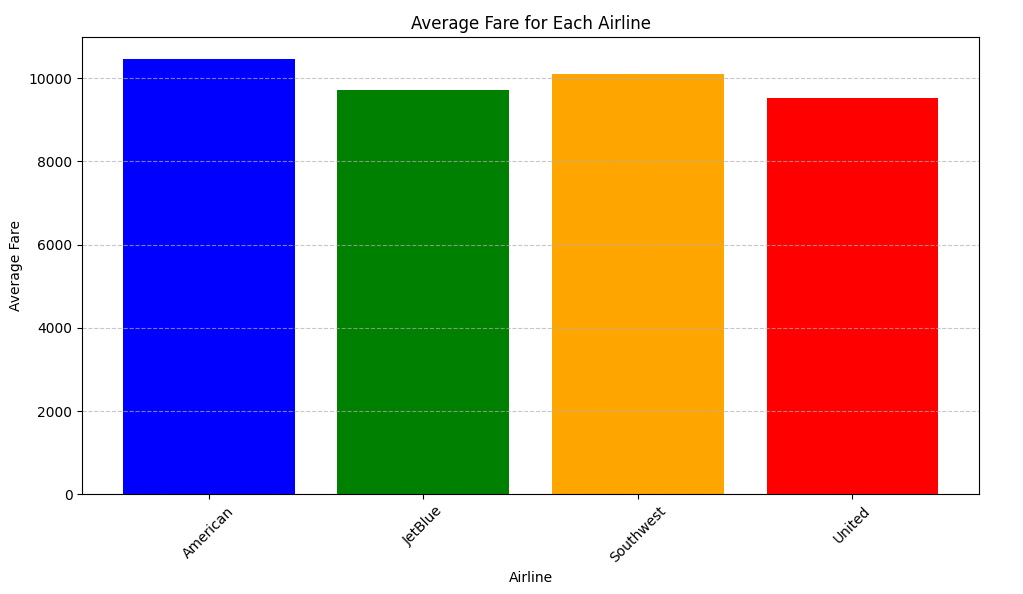 Average Fare for Each Airline
Average Fare
10000
8000
6000
4000
2000
0
American
JetBlue
Southwest
United
Airline